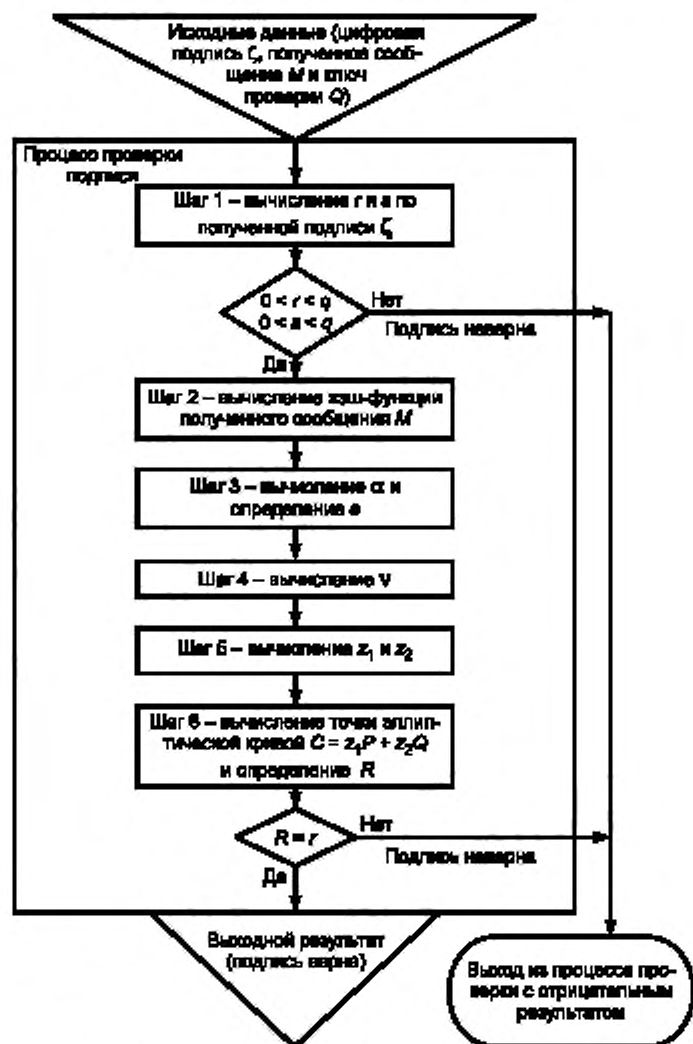 Исходные данные (цифровая
подпись ζ, полученное сооб-
щение M и ключ
проверки Q)
Процесс проверки
подписи
Шаг 1 – вычисление r и s по
полученной подписи ζ
0 < r < q
0 < s < q
Нет
Подпись неверна
Да
Шаг 2 – вычисление хэш-функции
полученного сообщения M
Шаг 3 – вычисление α и
определение e
Шаг 4 – вычисление v
Шаг 5 – вычисление z₁ и z₂
Шаг 6 – вычисление точки эллип-
тической кривой C = z₁P + z₂Q
и определение R
R = r
Нет
Подпись неверна
Да
Выходной результат
(подпись верна)
Выход из процесса про-
верки с отрицательным
результатом